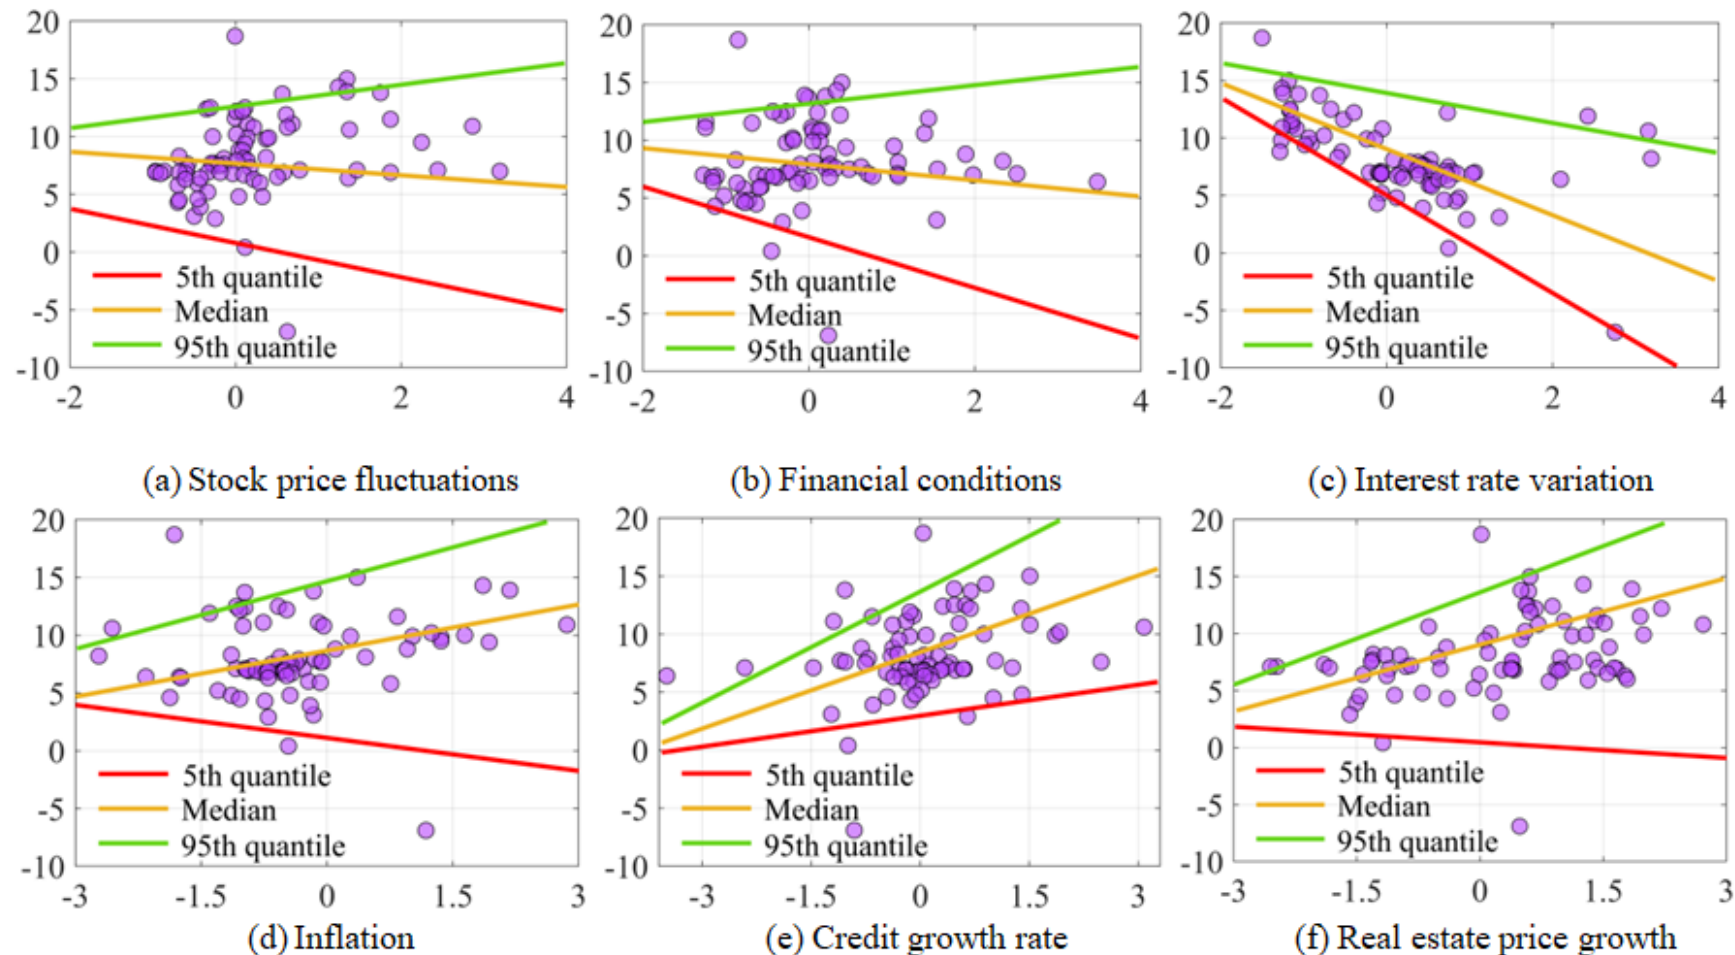 20
15
10
5
0
-5
-10
5th quantile
Median
95th quantile
-2 0 2 4
(a) Stock price fluctuations
20
15
10
5
0
-5
-10
5th quantile
Median
95th quantile
-2 0 2 4
(b) Financial conditions
20
15
10
5
0
-5
-10
5th quantile
Median
95th quantile
-2 0 2 4
(c) Interest rate variation
20
15
10
5
0
-5
-10
5th quantile
Median
95th quantile
-3 -1.5 0 1.5 3
(d) Inflation
20
15
10
5
0
-5
-10
5th quantile
Median
95th quantile
-3 -1.5 0 1.5 3
(e) Credit growth rate
20
15
10
5
0
-5
-10
5th quantile
Median
95th quantile
-3 -1.5 0 1.5 3
(f) Real estate price growth